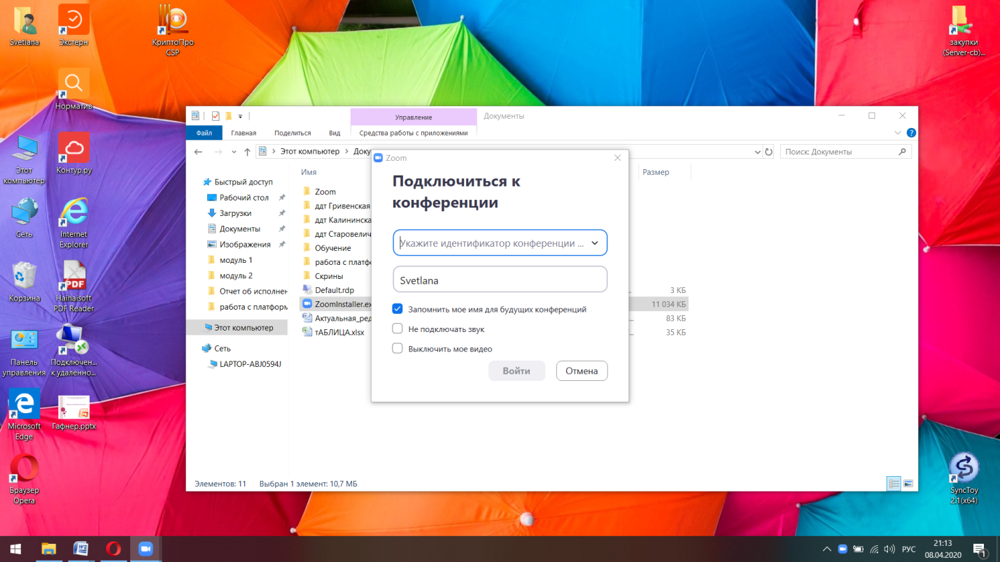 Svetlana
Экстерн
КриптоПро
CSP
закупки
(Server-cb)...
Норматив
Этот
компьютер
Контур.ру
Сеть
Internet
Explorer
Корзина
PDF
Haihaisoft
PDF Reader
Панель
управления
Подключен...
к удаленно...
Microsoft
Edge
Гафнер.pptx
Браузер
Opera
SyncToy
2.1(x64)
Управление
Документы
Файл
Главная
Поделиться
Вид
Средства работы с приложениями
Этот компьютер
Поиск: Документы
Имя
Размер
Быстрый доступ
Рабочий стол
Загрузки
Документы
Изображения
модуль 1
модуль 2
Отчет об исполнен
работа с платформ
Этот компьютер
Сеть
LAPTOP-ABJ0594J
Zoom
ддт Гривенская
ддт Калининска
ддт Старовелич
Обучение
работа с платфо
Скрины
Default.rdp
3 КБ
ZoomInstaller.ex
11 034 КБ
Актуальная_ред
83 КБ
тАБЛИЦА.xlsx
35 КБ
Элементов: 11
Выбран 1 элемент: 10,7 МБ
Zoom
Подключиться к
конференции
Укажите идентификатор конференции ...
Svetlana
Запомнить мое имя для будущих конференций
Не подключать звук
Выключить мое видео
Войти
Отмена
РУС
21:13
08.04.2020
1